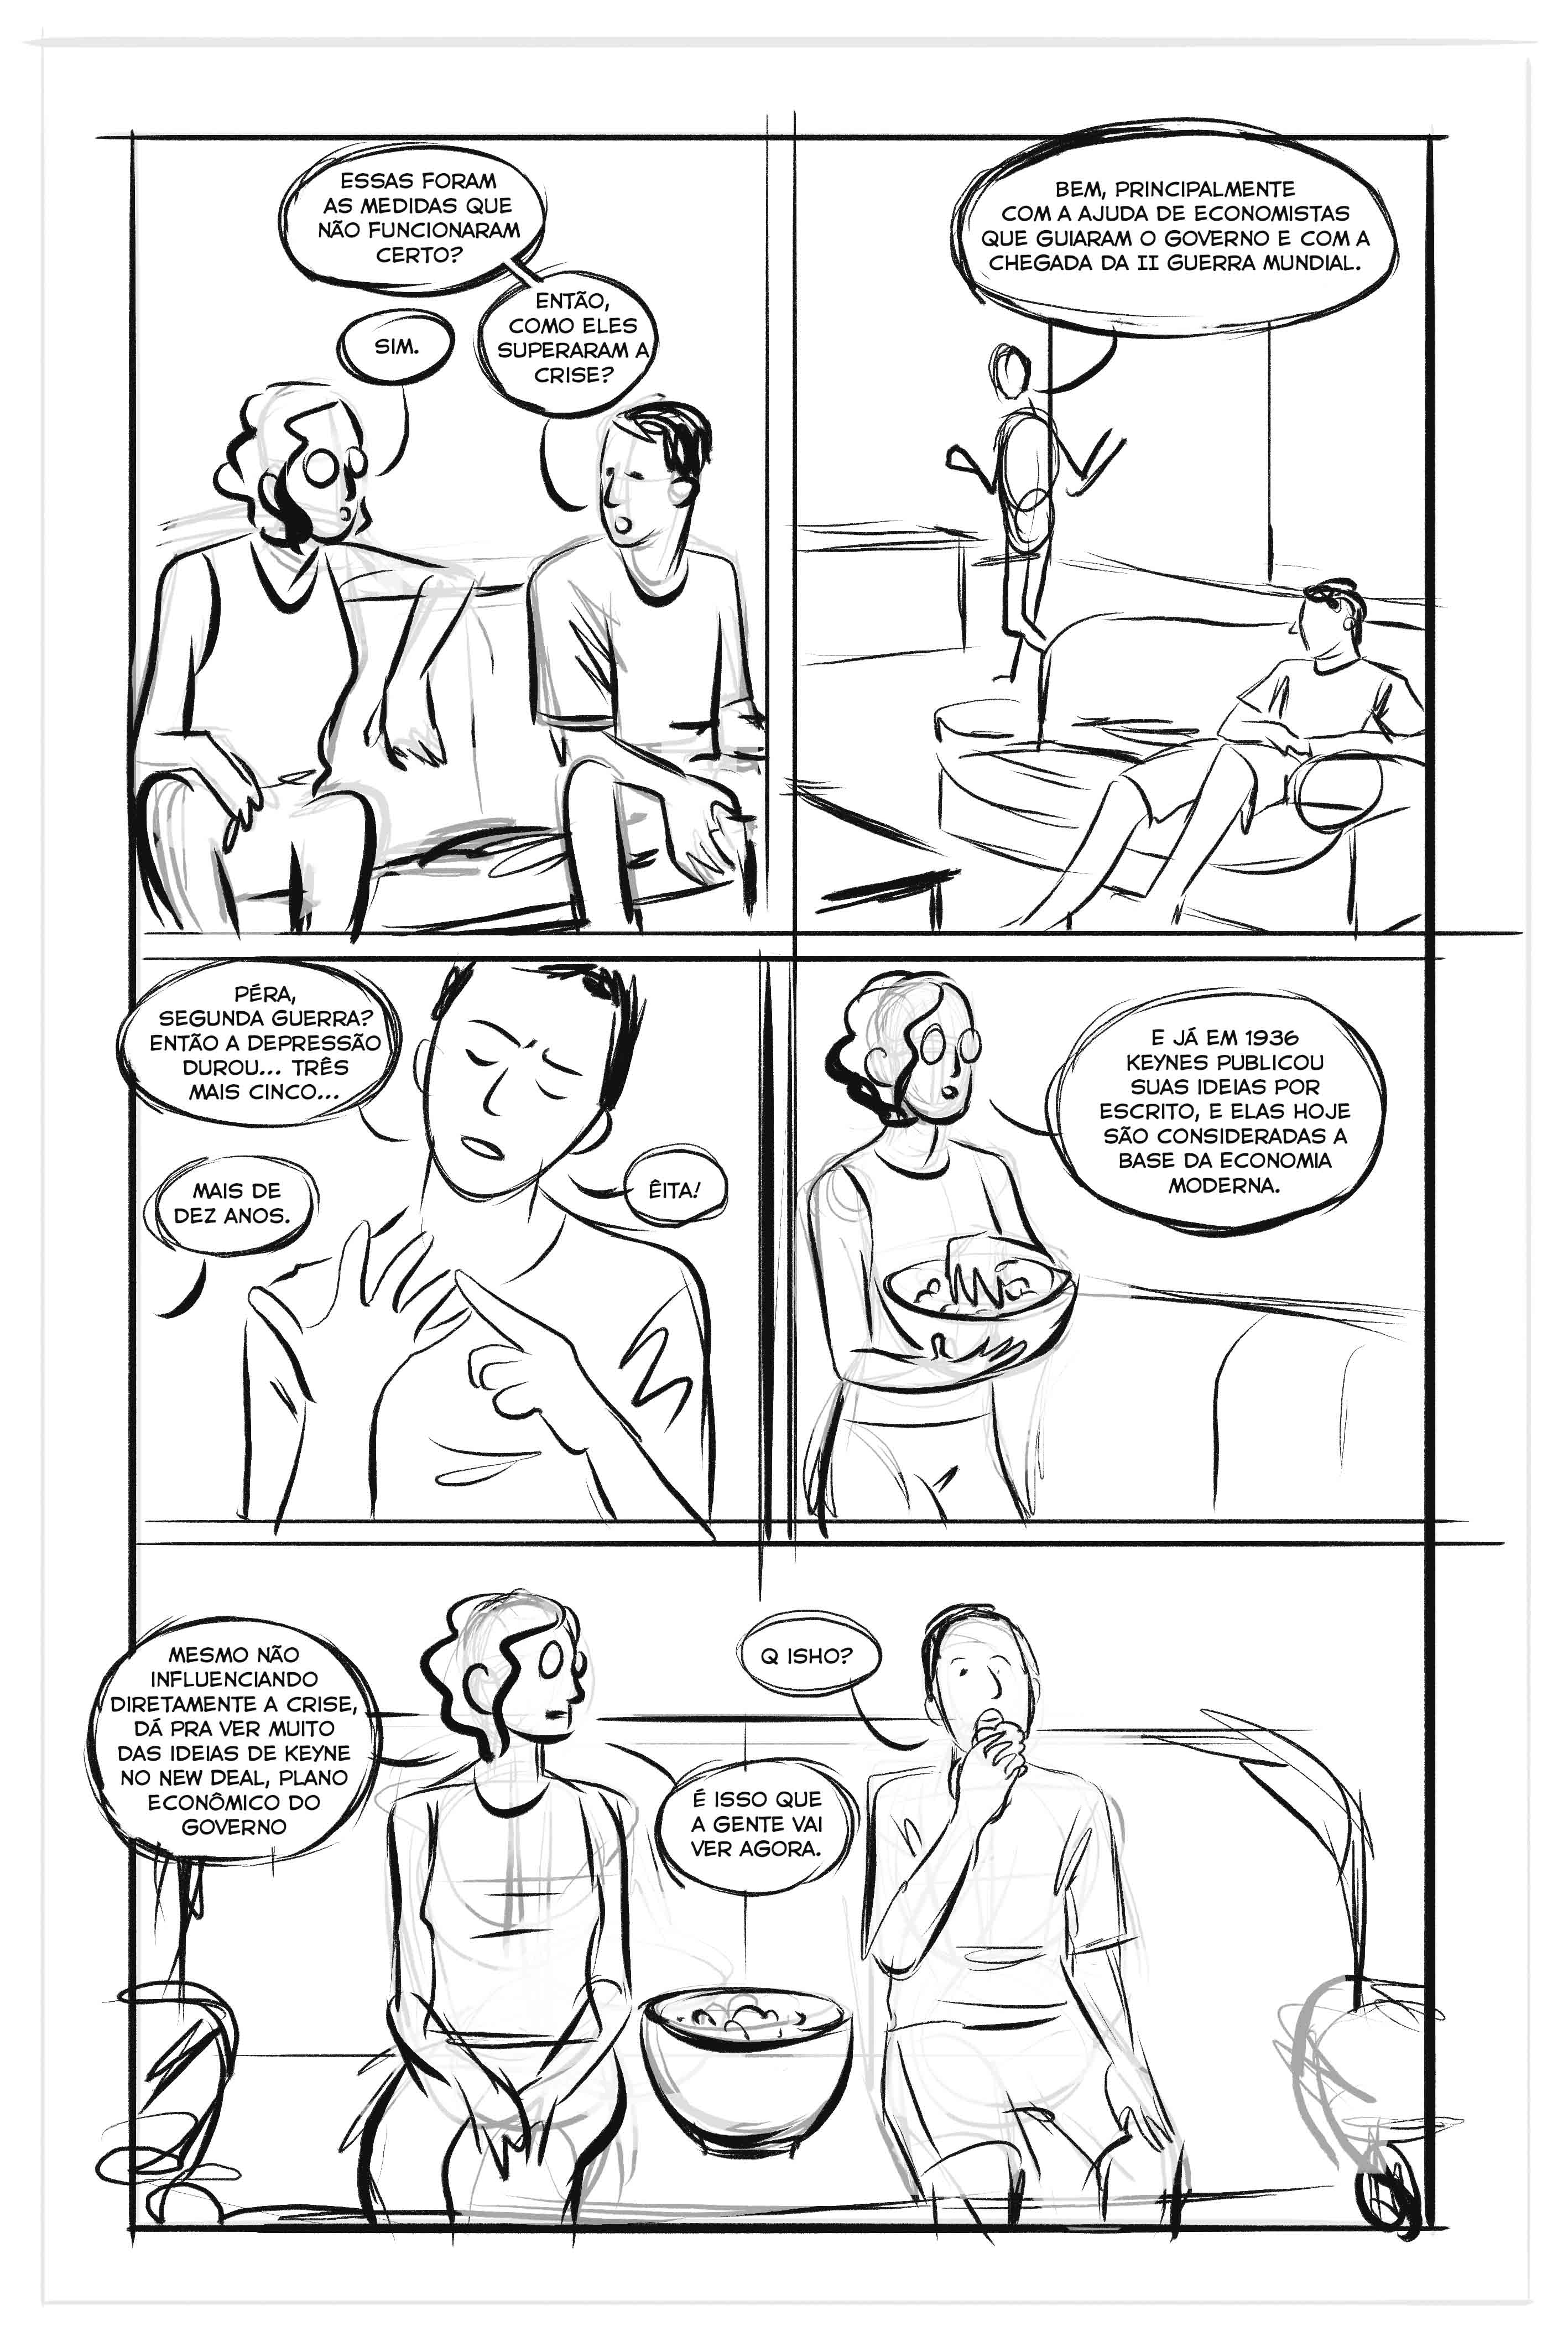 ESSAS FORAM
AS MEDIDAS QUE
NÃO FUNCIONARAM
CERTO?
SIM.
ENTÃO,
COMO ELES
SUPERARAM A
CRISE?
BEM, PRINCIPALMENTE
COM A AJUDA DE ECONOMISTAS
QUE GUIARAM O GOVERNO E COM A
CHEGADA DA II GUERRA MUNDIAL.
PÉRA,
SEGUNDA GUERRA?
ENTÃO A DEPRESSÃO
DUROU... TRÊS
MAIS CINCO...
MAIS DE
DEZ ANOS.
ÊITA!
E JÁ EM 1936
KEYNES PUBLICOU
SUAS IDEIAS POR
ESCRITO, E ELAS HOJE
SÃO CONSIDERADAS A
BASE DA ECONOMIA
MODERNA.
MESMO NÃO
INFLUENCIANDO
DIRETAMENTE A CRISE,
DÁ PRA VER MUITO
DAS IDEIAS DE KEYNE
NO NEW DEAL, PLANO
ECONÔMICO DO
GOVERNO
Q ISHO?
É ISSO QUE
A GENTE VAI
VER AGORA.